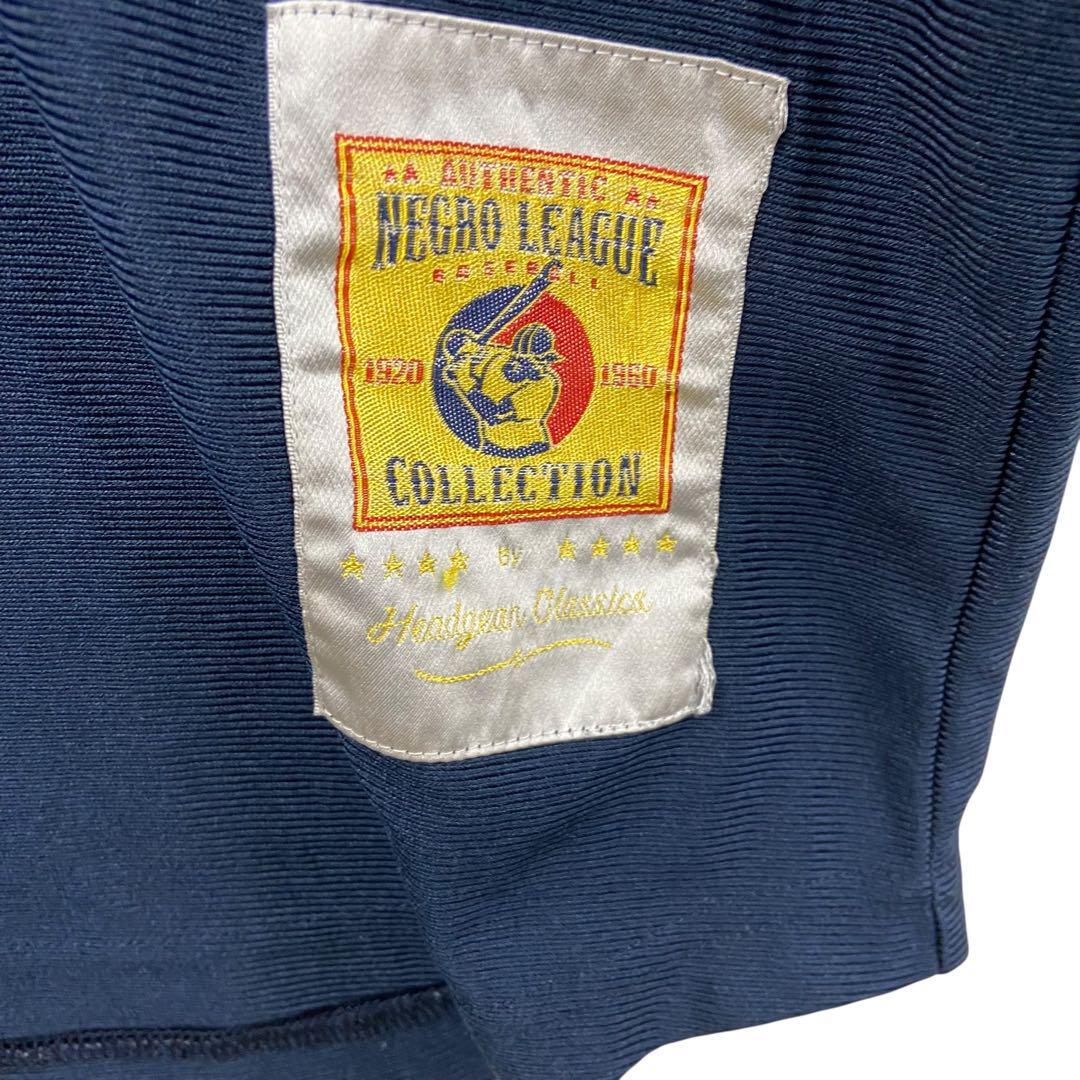 AUTHENTIC
NEGRO LEAGUE
BASEBALL
1920 1960
COLLECTION
By
Headgear Classics